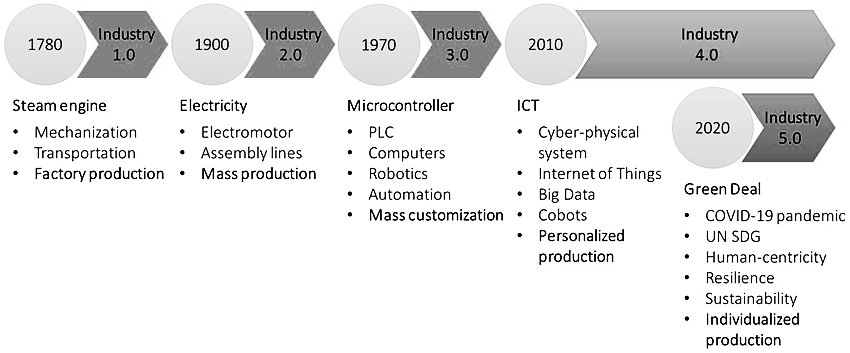 1780
Industry
1.0
1900
Industry
2.0
1970
Industry
3.0
2010
Industry
4.0
Steam engine
• Mechanization
• Transportation
• Factory production
Electricity
• Electromotor
• Assembly lines
• Mass production
Microcontroller
• PLC
• Computers
• Robotics
• Automation
• Mass customization
ICT
• Cyber-physical
system
• Internet of Things
• Big Data
• Cobots
• Personalized
production
2020
Industry
5.0
Green Deal
• COVID-19 pandemic
• UN SDG
• Human-centricity
• Resilience
• Sustainability
• Individualized
production